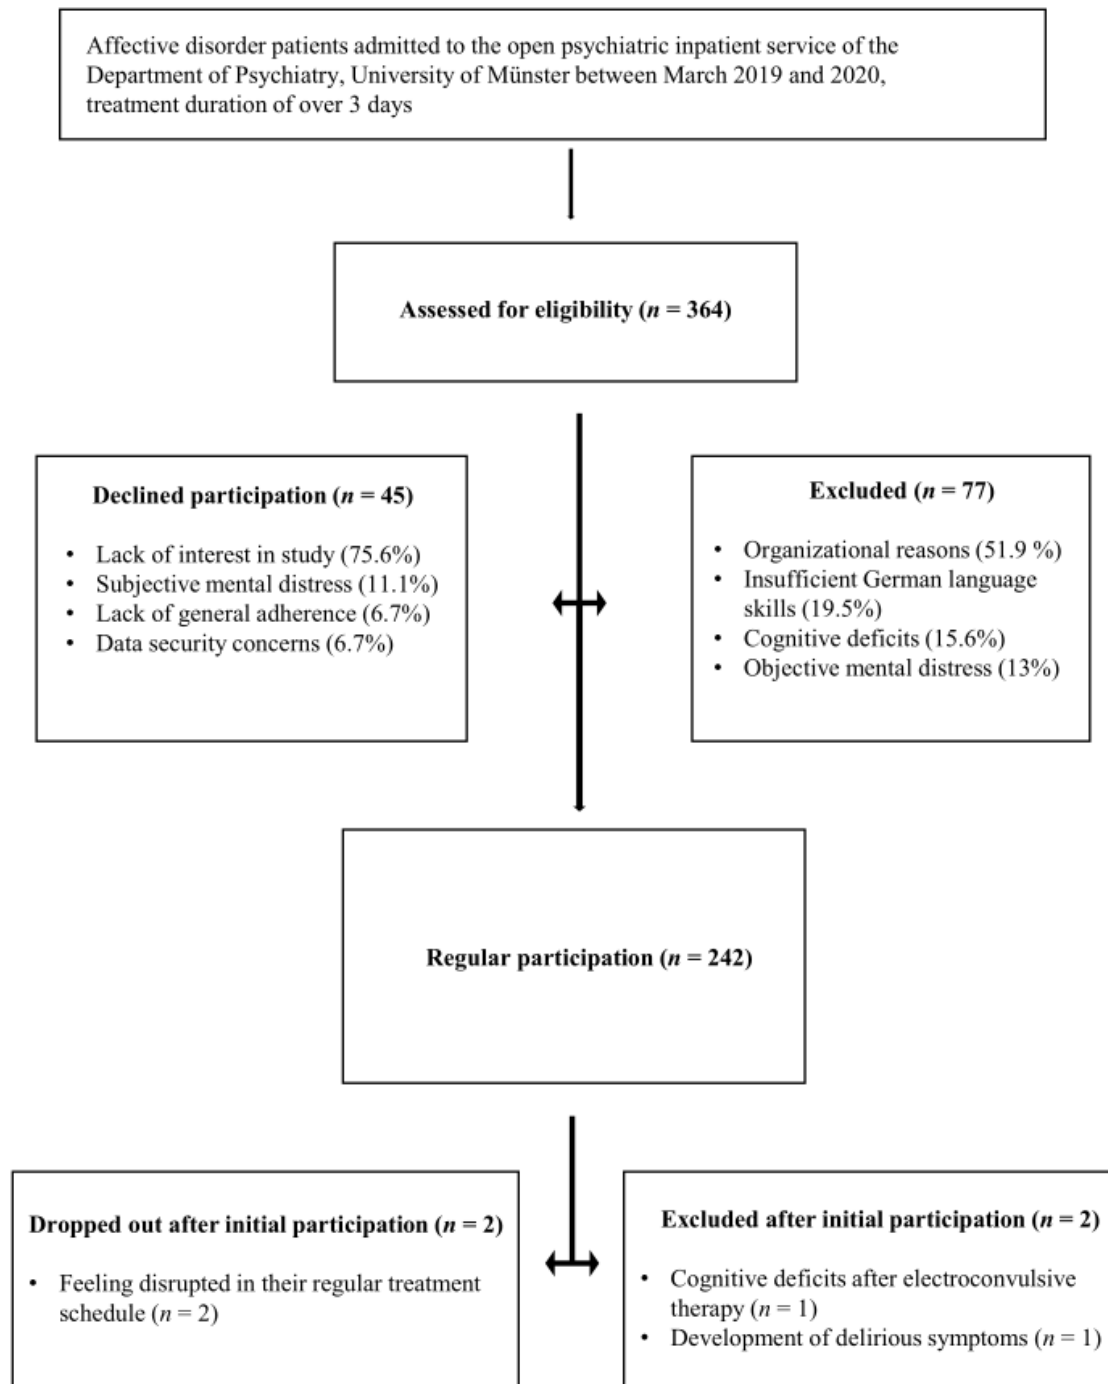 Affective disorder patients admitted to the open psychiatric inpatient service of the
Department of Psychiatry, University of Münster between March 2019 and 2020,
treatment duration of over 3 days
Assessed for eligibility (n = 364)
Declined participation (n = 45)
• Lack of interest in study (75.6%)
• Subjective mental distress (11.1%)
• Lack of general adherence (6.7%)
• Data security concerns (6.7%)
Excluded (n = 77)
• Organizational reasons (51.9 %)
• Insufficient German language
skills (19.5%)
• Cognitive deficits (15.6%)
• Objective mental distress (13%)
Regular participation (n = 242)
Dropped out after initial participation (n = 2)
• Feeling disrupted in their regular treatment
schedule (n = 2)
Excluded after initial participation (n = 2)
• Cognitive deficits after electroconvulsive
therapy (n = 1)
• Development of delirious symptoms (n = 1)